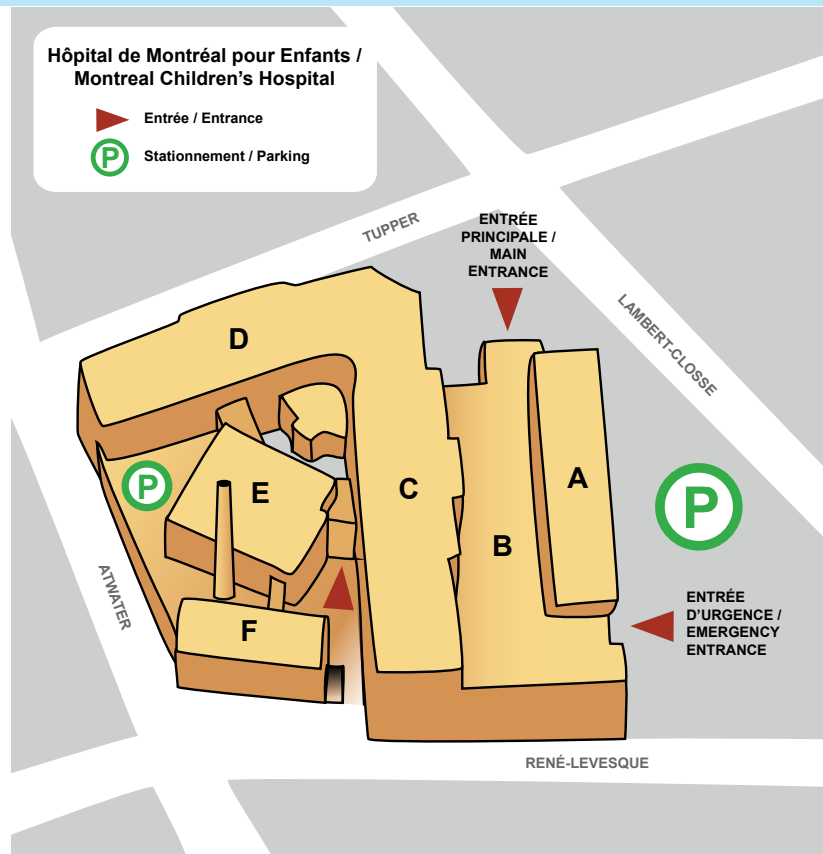 Hôpital de Montréal pour Enfants /
Montreal Children's Hospital
Entrée / Entrance
P Stationnement / Parking
TUPPER
ENTRÉE
PRINCIPALE /
MAIN
ENTRANCE
LAMBERT-CLOSSE
D
A
C
E
P
P
B
ATWATER
ENTRÉE
D'URGENCE /
EMERGENCY
ENTRANCE
F
RENÉ-LEVESQUE